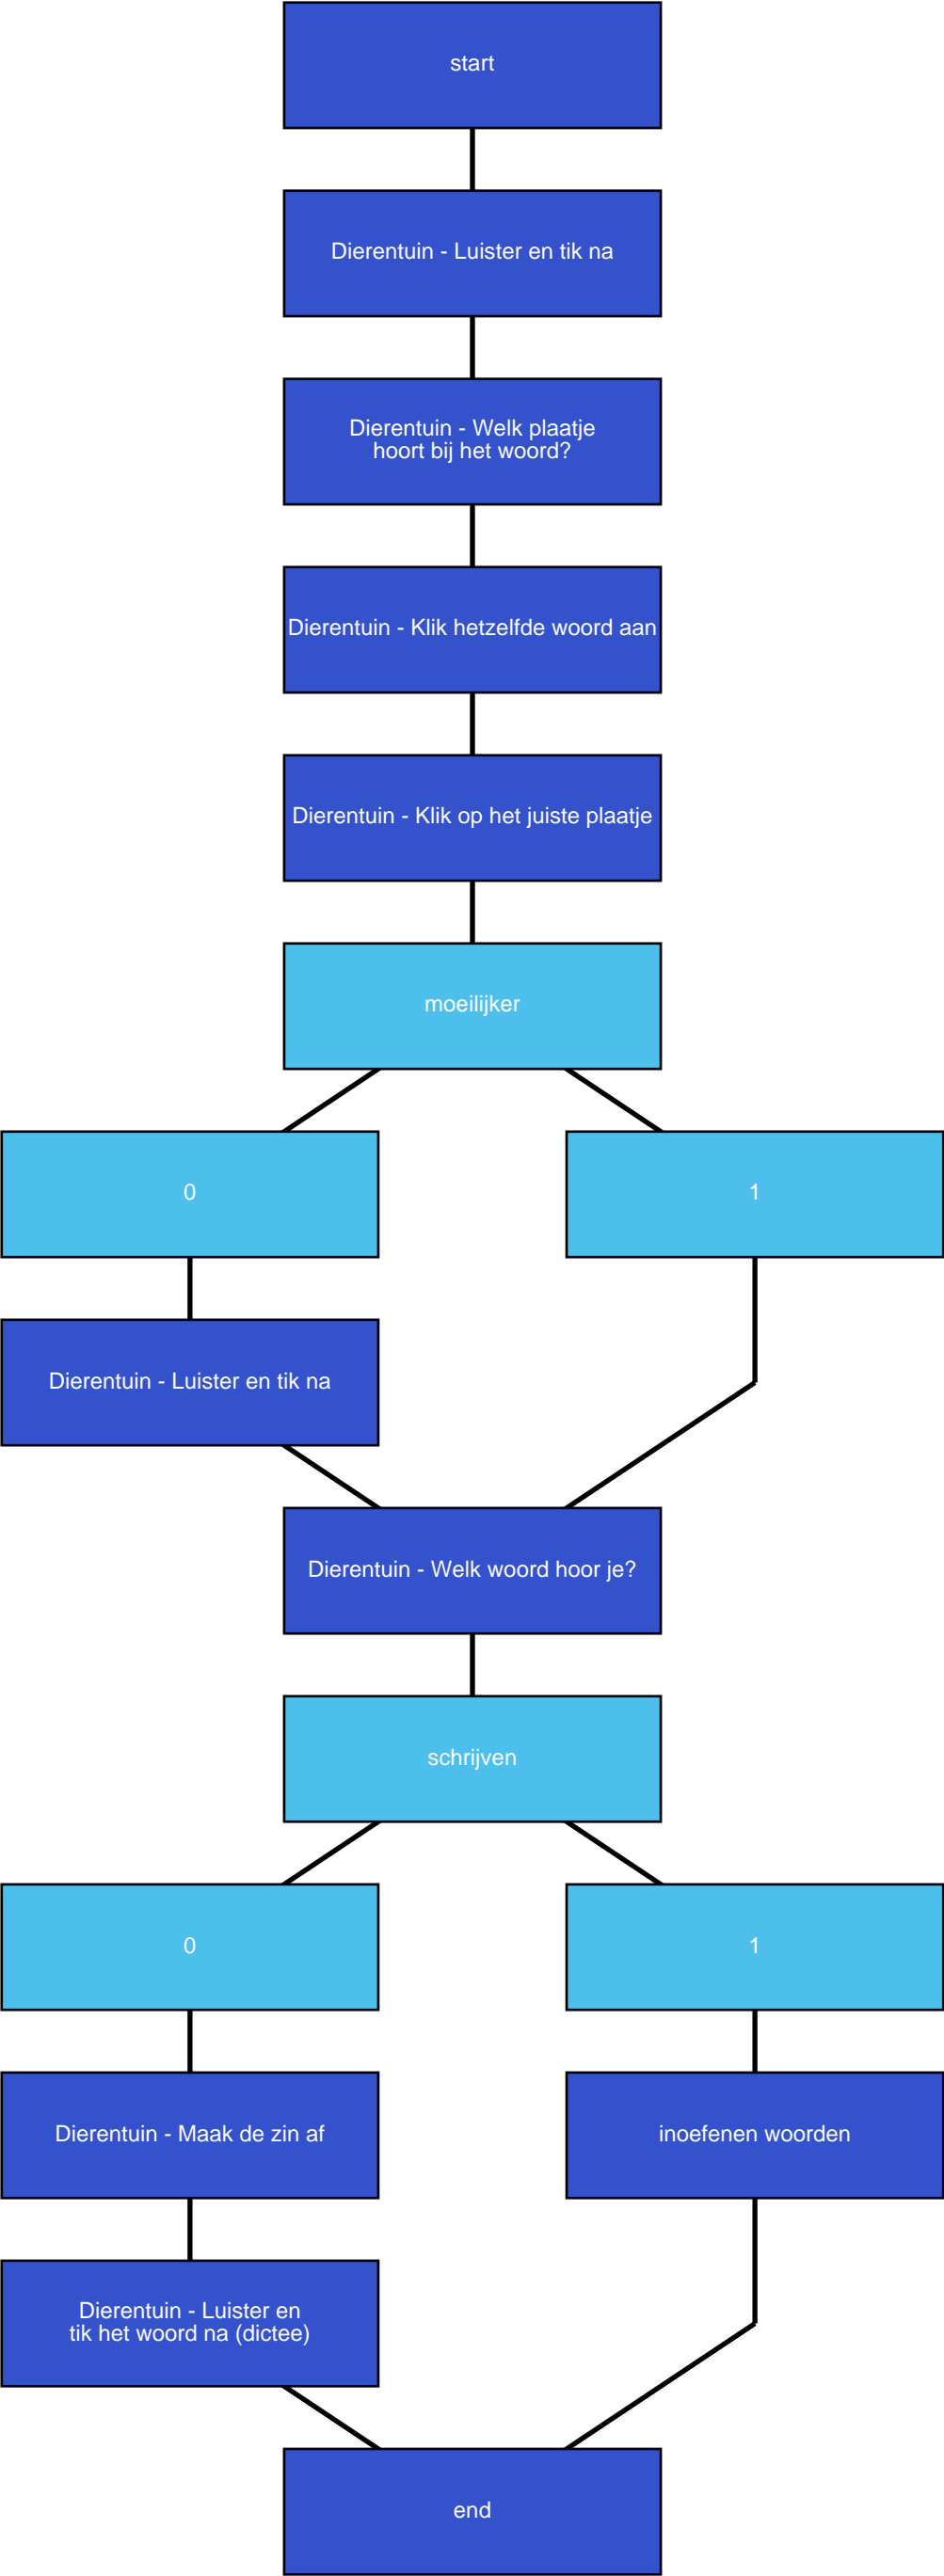 start
Dierentuin - Luister en tik na
Dierentuin - Welk plaatje
hoort bij het woord?
Dierentuin - Klik hetzelfde woord aan
Dierentuin - Klik op het juiste plaatje
moeilijker
0
1
Dierentuin - Luister en tik na
Dierentuin - Welk woord hoor je?
schrijven
0
1
Dierentuin - Maak de zin af
inoefenen woorden
Dierentuin - Luister en
tik het woord na (dictee)
end